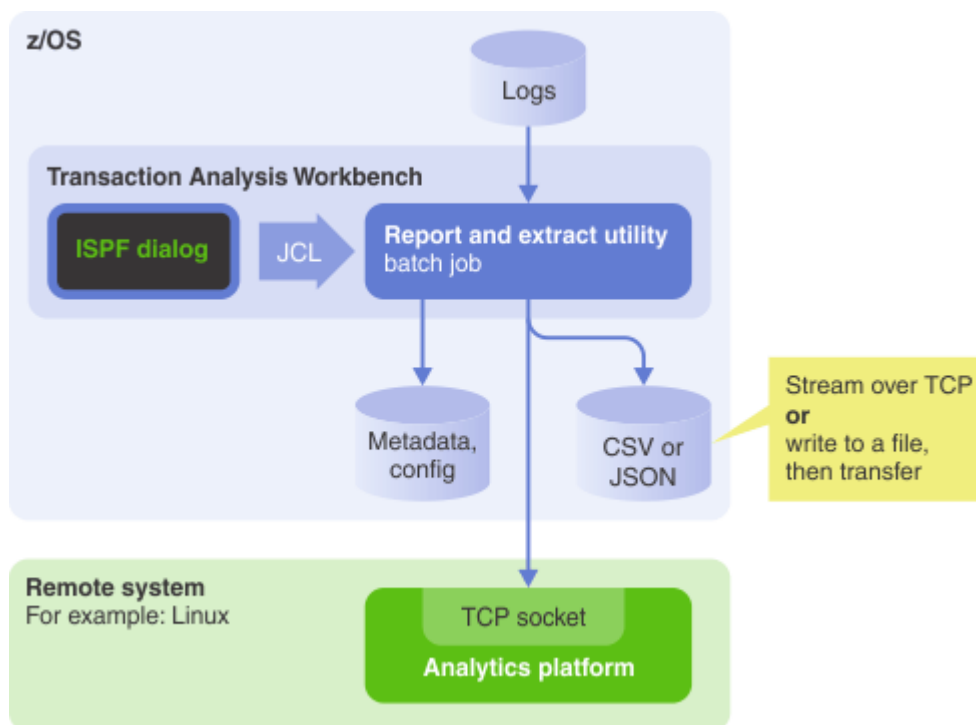 z/OS
Logs
Transaction Analysis Workbench
ISPF dialog
JCL
Report and extract utility
batch job
Metadata,
config
CSV or
JSON
Stream over TCP
or
write to a file,
then transfer
Remote system
For example: Linux
TCP socket
Analytics platform